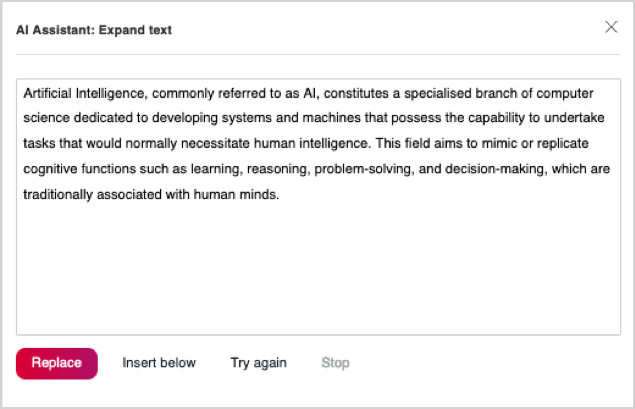 AI Assistant: Expand text
Artificial Intelligence, commonly referred to as AI, constitutes a specialised branch of computer
science dedicated to developing systems and machines that possess the capability to undertake
tasks that would normally necessitate human intelligence. This field aims to mimic or replicate
cognitive functions such as learning, reasoning, problem-solving, and decision-making, which are
traditionally associated with human minds.
Replace Insert below Try again Stop